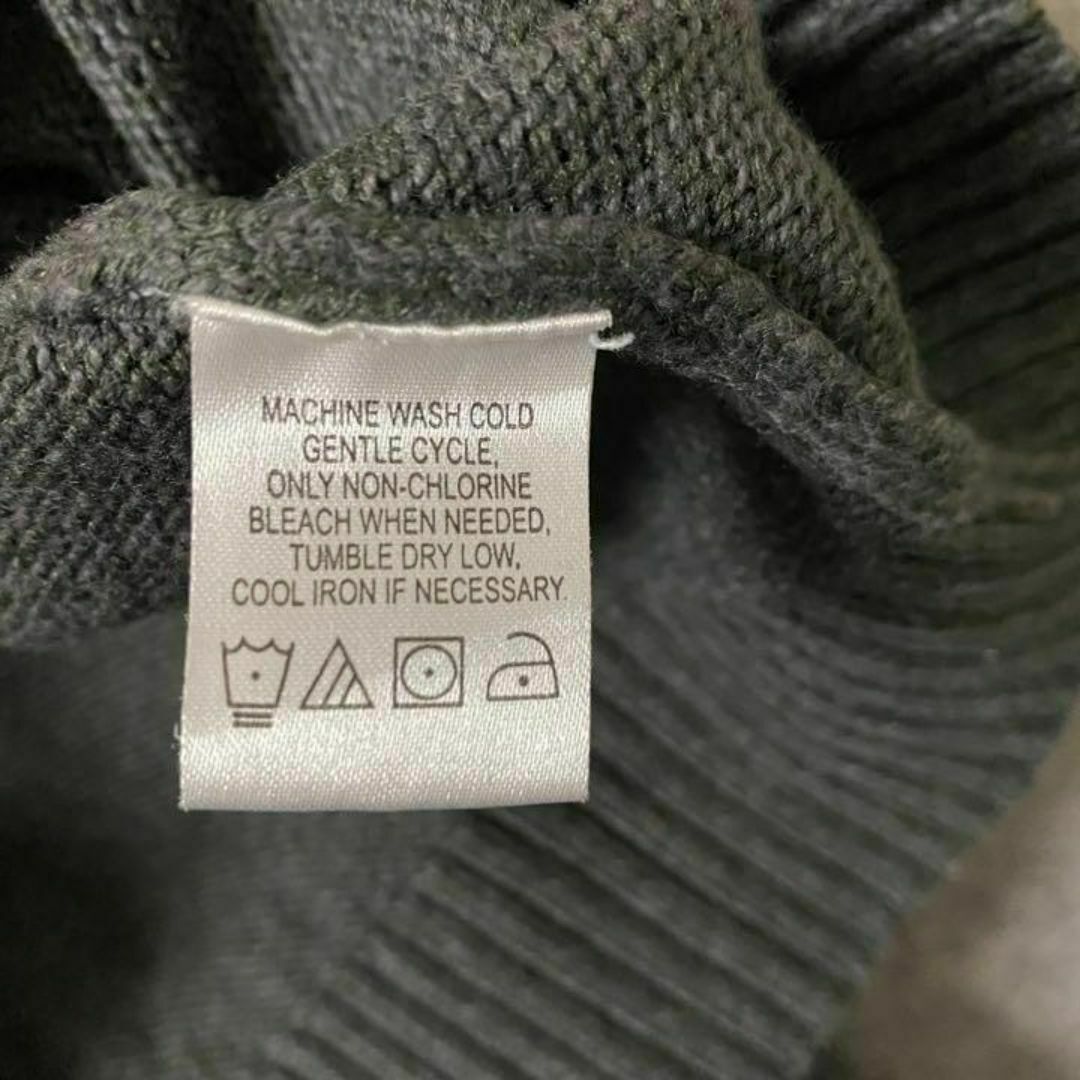 MACHINE WASH COLD
GENTLE CYCLE,
ONLY NON-CHLORINE
BLEACH WHEN NEEDED,
TUMBLE DRY LOW,
COOL IRON IF NECESSARY.